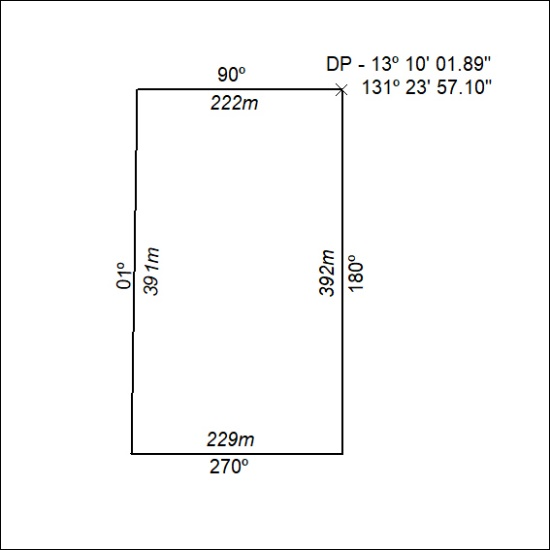 DP - 13º 10' 01.89"
131º 23' 57.10"
90º
222m
01º
391m
392m
180º
229m
270º